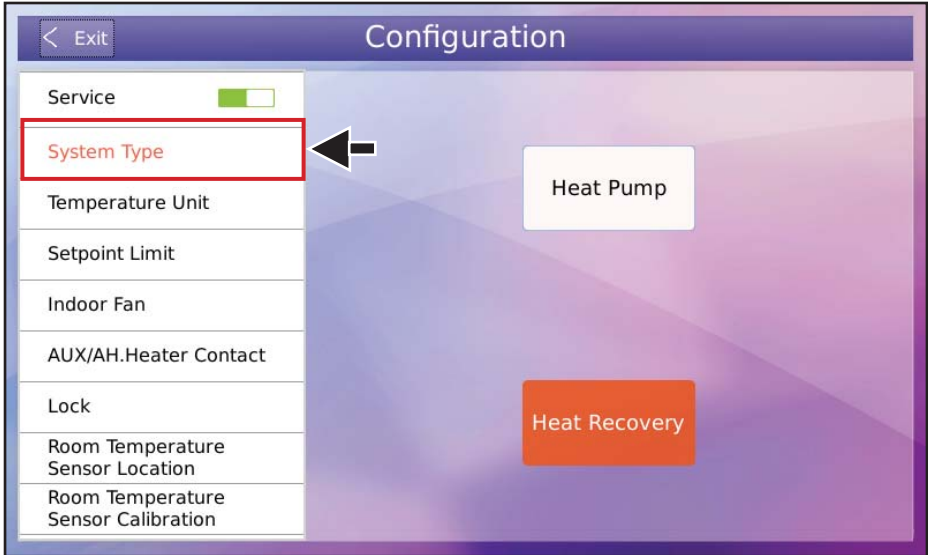 Exit
Configuration
Service
System Type
Temperature Unit
Setpoint Limit
Indoor Fan
AUX/AH.Heater Contact
Lock
Room Temperature
Sensor Location
Room Temperature
Sensor Calibration
Heat Pump
Heat Recovery